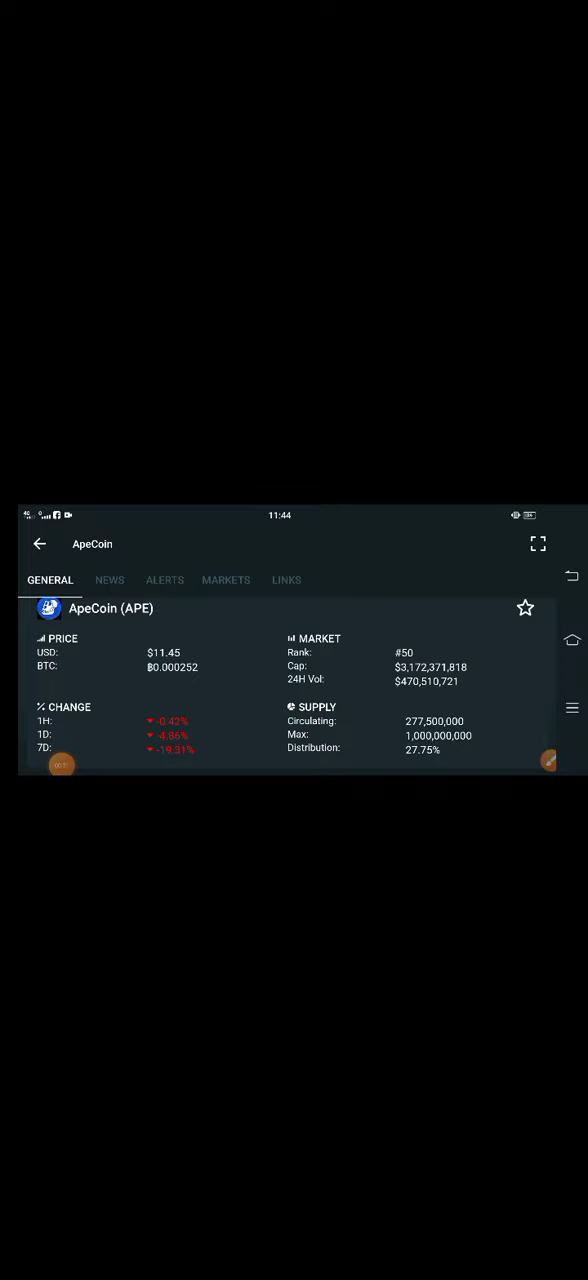 4G 11:44
ApeCoin
GENERAL NEWS ALERTS MARKETS LINKS
ApeCoin (APE)
PRICE MARKET
USD: $11.45 Rank: #50
BTC: ฿0.000252 Cap: $3,172,371,818
24H Vol: $470,510,721
CHANGE SUPPLY
1H: -0.42% Circulating: 277,500,000
1D: -4.86% Max: 1,000,000,000
7D: -19.31% Distribution: 27.75%